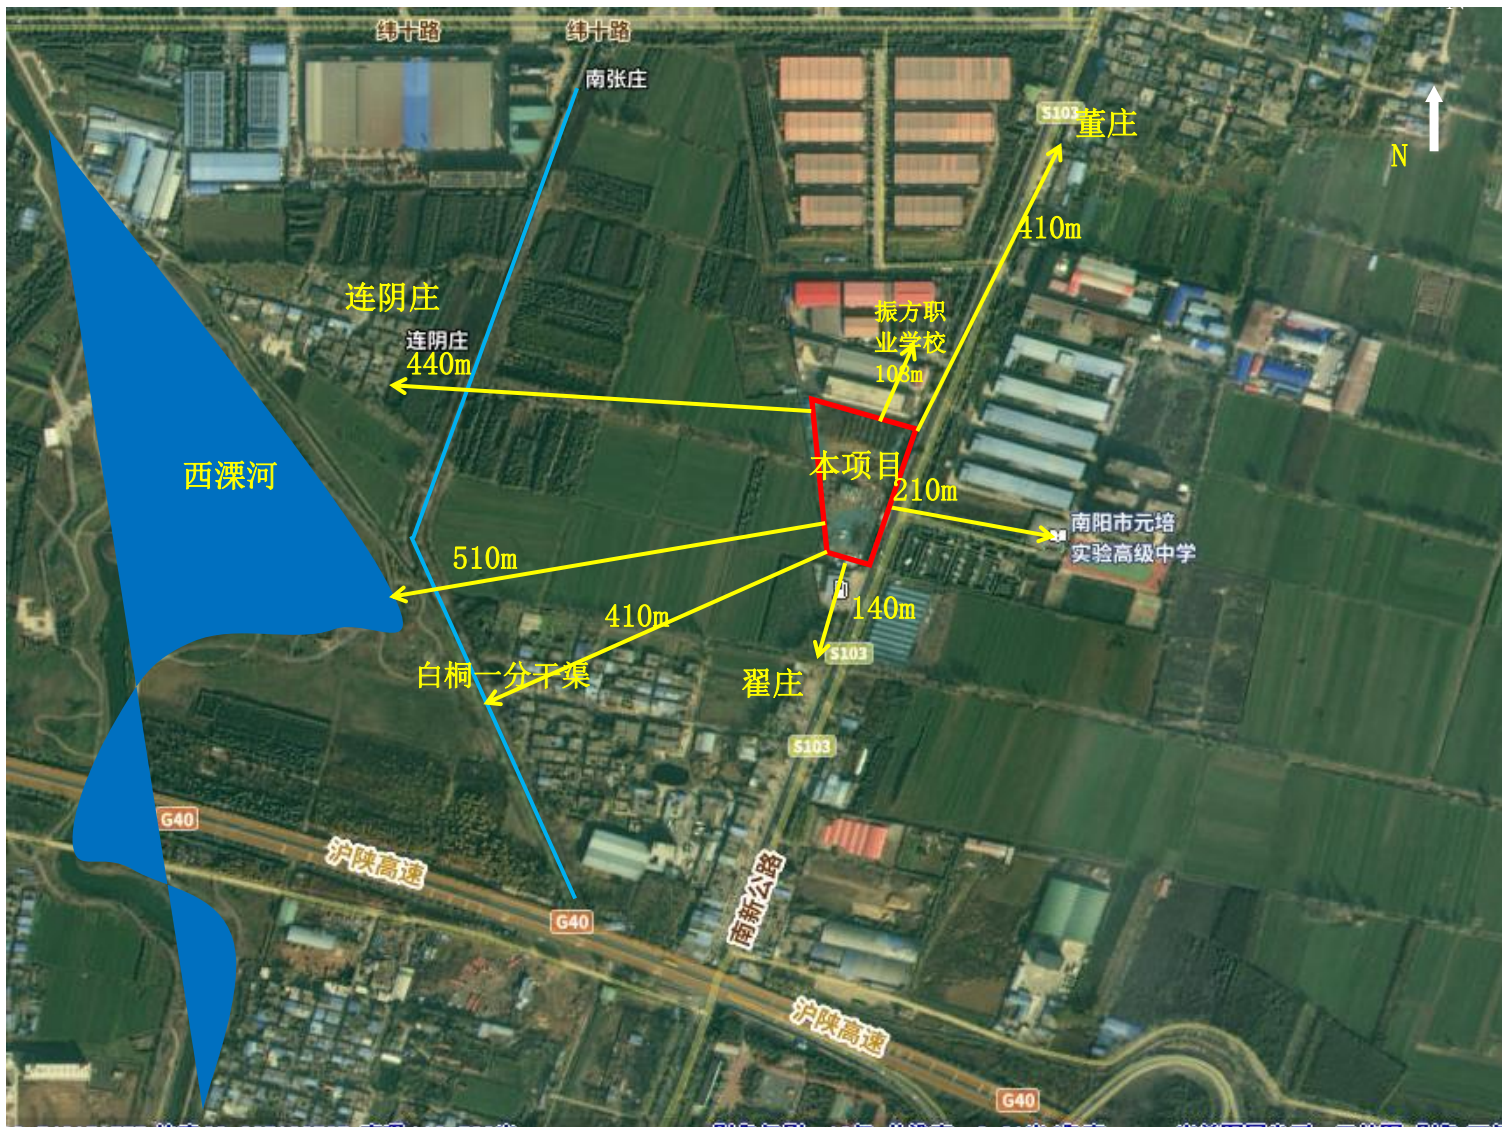 纬十路
纬十路
南张庄
S103
董庄
N
410m
连阴庄
振方职
业学校
108m
连阴庄
440m
本项目
西溧河
210m
南阳市元培
实验高级中学
510m
410m
140m
S103
白桐一分干渠
翟庄
S103
G40
沪陕高速
南新公路
G40
沪陕高速
G40